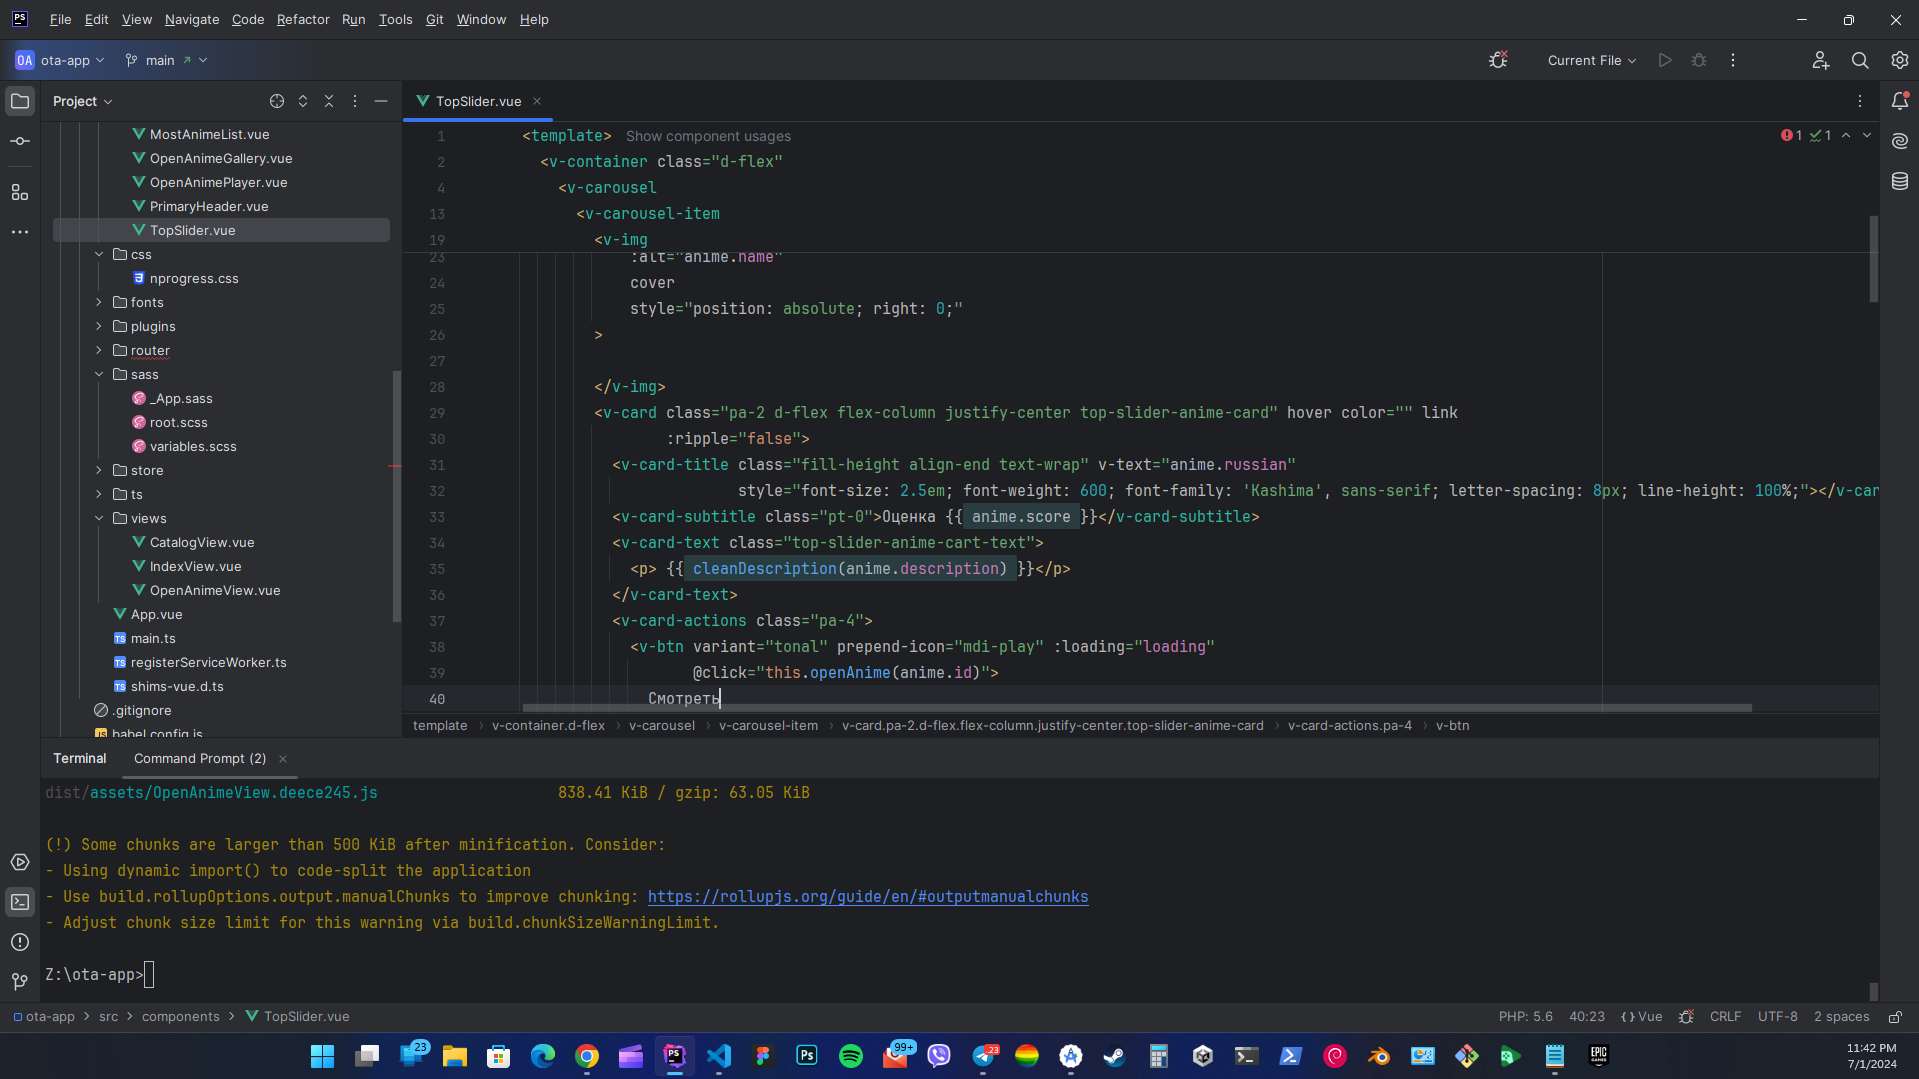 PS File Edit View Navigate Code Refactor Run Tools Git Window Help
OA ota-app main Current File
Project
TopSlider.vue
MostAnimeList.vue
OpenAnimeGallery.vue
OpenAnimePlayer.vue
PrimaryHeader.vue
TopSlider.vue
css
nprogress.css
fonts
plugins
router
sass
_App.sass
root.scss
variables.scss
store
ts
views
CatalogView.vue
IndexView.vue
OpenAnimeView.vue
App.vue
main.ts
registerServiceWorker.ts
shims-vue.d.ts
.gitignore
babel.config.js
1 <template> Show component usages
1 1
2 <v-container class="d-flex"
4 <v-carousel
13 <v-carousel-item
19 <v-img
23 :alt="anime.name"
24 cover
25 style="position: absolute; right: 0;"
26 >
27
28 </v-img>
29 <v-card class="pa-2 d-flex flex-column justify-center top-slider-anime-card" hover color="" link
30 :ripple="false">
31 <v-card-title class="fill-height align-end text-wrap" v-text="anime.russian"
32 style="font-size: 2.5em; font-weight: 600; font-family: 'Kashima', sans-serif; letter-spacing: 8px; line-height: 100%;"></v-car
33 <v-card-subtitle class="pt-0">Оценка {{ anime.score }}</v-card-subtitle>
34 <v-card-text class="top-slider-anime-cart-text">
35 <p> {{ cleanDescription(anime.description) }}</p>
36 </v-card-text>
37 <v-card-actions class="pa-4">
38 <v-btn variant="tonal" prepend-icon="mdi-play" :loading="loading"
39 @click="this.openAnime(anime.id)">
40 Смотреть
template > v-container.d-flex > v-carousel > v-carousel-item > v-card.pa-2.d-flex.flex-column.justify-center.top-slider-anime-card > v-card-actions.pa-4 > v-btn
Terminal Command Prompt (2)
dist/assets/OpenAnimeView.deece245.js 838.41 KiB / gzip: 63.05 KiB
(!) Some chunks are larger than 500 KiB after minification. Consider:
- Using dynamic import() to code-split the application
- Use build.rollupOptions.output.manualChunks to improve chunking: https://rollupjs.org/guide/en/#outputmanualchunks
- Adjust chunk size limit for this warning via build.chunkSizeWarningLimit.
Z:\ota-app>
ota-app > src > components > TopSlider.vue
PHP: 5.6 40:23 {} Vue CRLF UTF-8 2 spaces
23 PS Ps 99+ 23 EPIC GAMES
11:42 PM
7/1/2024